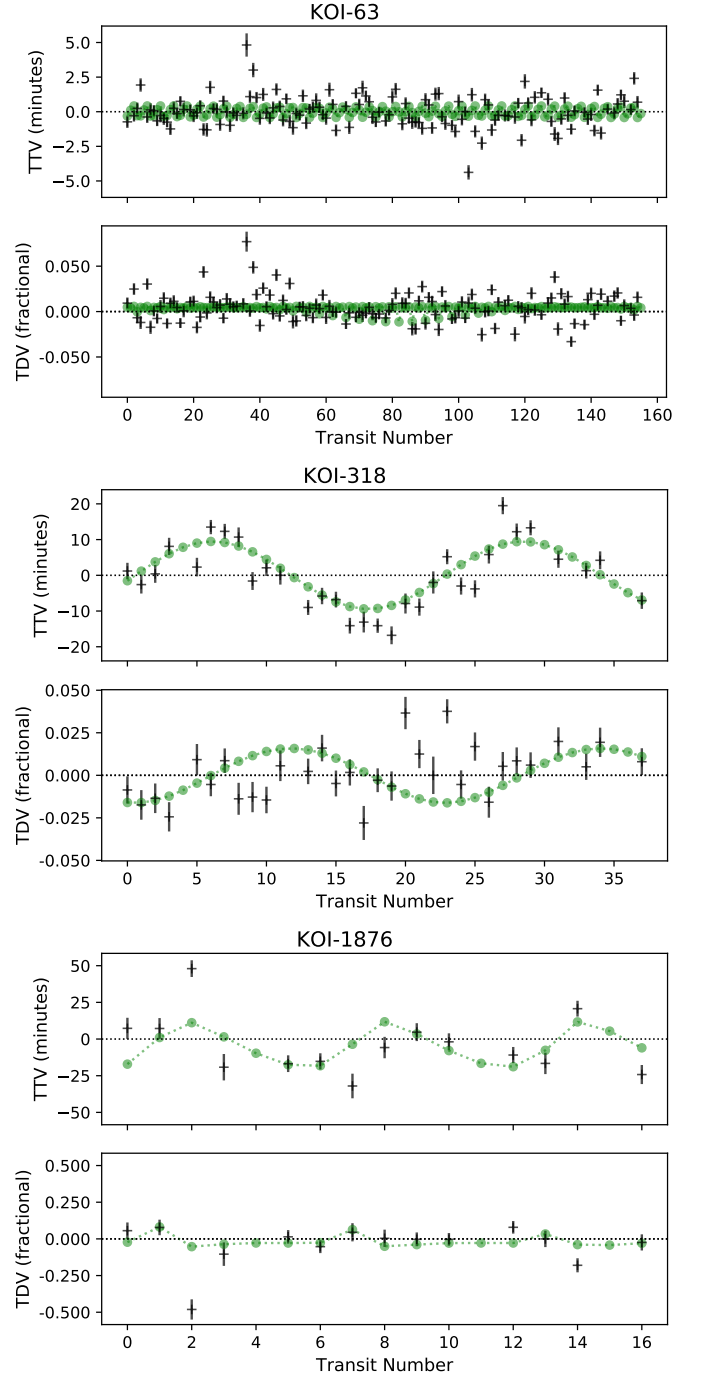 KOI-63
5.0
2.5
0.0
−2.5
−5.0
TTV (minutes)
0.050
0.000
-0.050
TDV (fractional)
0 20 40 60 80 100 120 140 160
Transit Number
KOI-318
20
10
0
−10
−20
TTV (minutes)
0.050
0.025
0.000
-0.025
-0.050
TDV (fractional)
0 5 10 15 20 25 30 35
Transit Number
KOI-1876
50
25
0
−25
−50
TTV (minutes)
0.500
0.250
0.000
-0.250
-0.500
TDV (fractional)
0 2 4 6 8 10 12 14 16
Transit Number